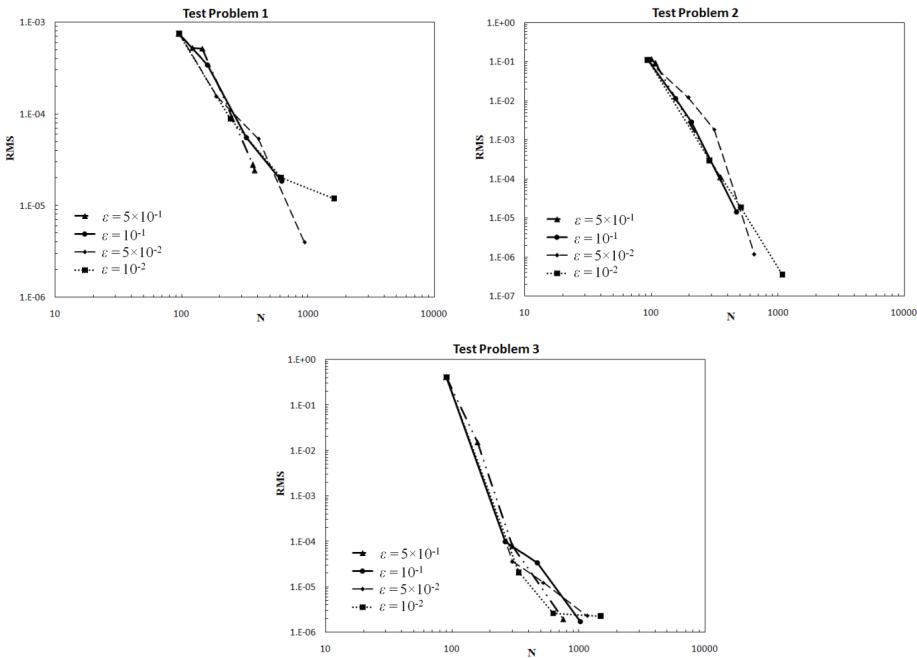 Test Problem 1
1.E-03
1.E-04
1.E-05
1.E-06
RMS
ε = 5×10⁻¹
ε = 10⁻¹
ε = 5×10⁻²
ε = 10⁻²
10
100
1000
10000
N
Test Problem 2
1.E+00
1.E-01
1.E-02
1.E-03
1.E-04
1.E-05
1.E-06
1.E-07
RMS
ε = 5×10⁻¹
ε = 10⁻¹
ε = 5×10⁻²
ε = 10⁻²
10
100
1000
10000
N
Test Problem 3
1.E+00
1.E-01
1.E-02
1.E-03
1.E-04
1.E-05
1.E-06
RMS
ε = 5×10⁻¹
ε = 10⁻¹
ε = 5×10⁻²
ε = 10⁻²
10
100
1000
10000
N